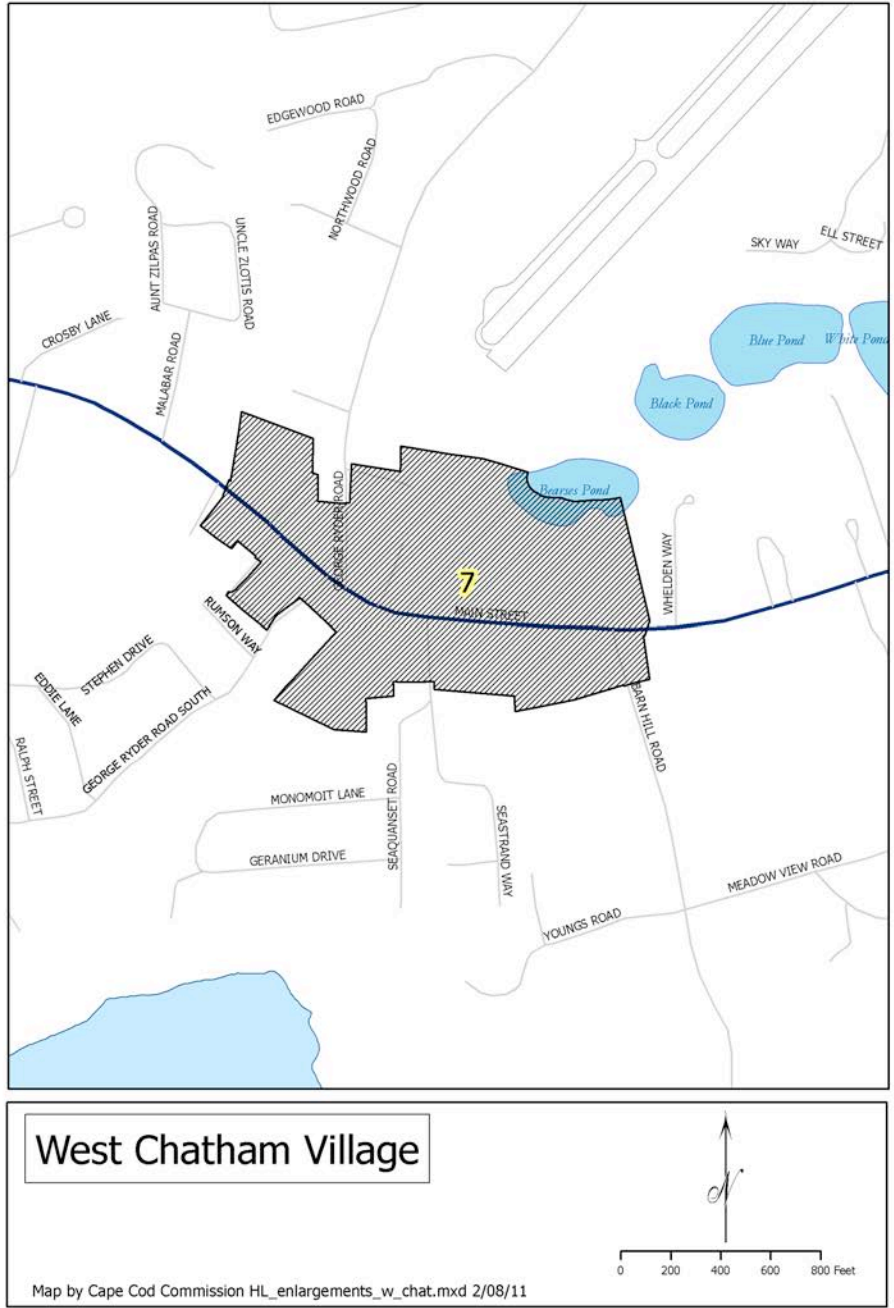 EDGEWOOD ROAD
NORTHWOOD ROAD
AUNT ZILPAS ROAD
UNCLE ZLOTIS ROAD
SKY WAY
ELL STREET
CROSBY LANE
MALABAR ROAD
Blue Pond
White Pond
Black Pond
Bearses Pond
GEORGE RYDER ROAD
WHELDEN WAY
7
MAIN STREET
RUMSON WAY
STEPHEN DRIVE
EDDIE LANE
GEORGE RYDER ROAD SOUTH
RALPH STREET
BARN HILL ROAD
MONOMOIT LANE
SEAQUANSET ROAD
SEASTRAND WAY
GERANIUM DRIVE
MEADOW VIEW ROAD
YOUNGS ROAD
West Chatham Village
N
0 200 400 600 800 Feet
Map by Cape Cod Commission HL_enlargements_w_chat.mxd 2/08/11